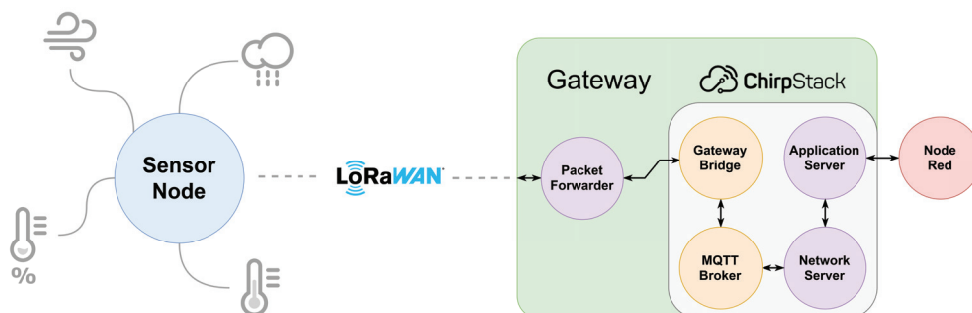 Gateway
ChirpStack
Sensor
Node
LoRaWAN
Packet
Forwarder
Gateway
Bridge
Application
Server
Node
Red
MQTT
Broker
Network
Server
%